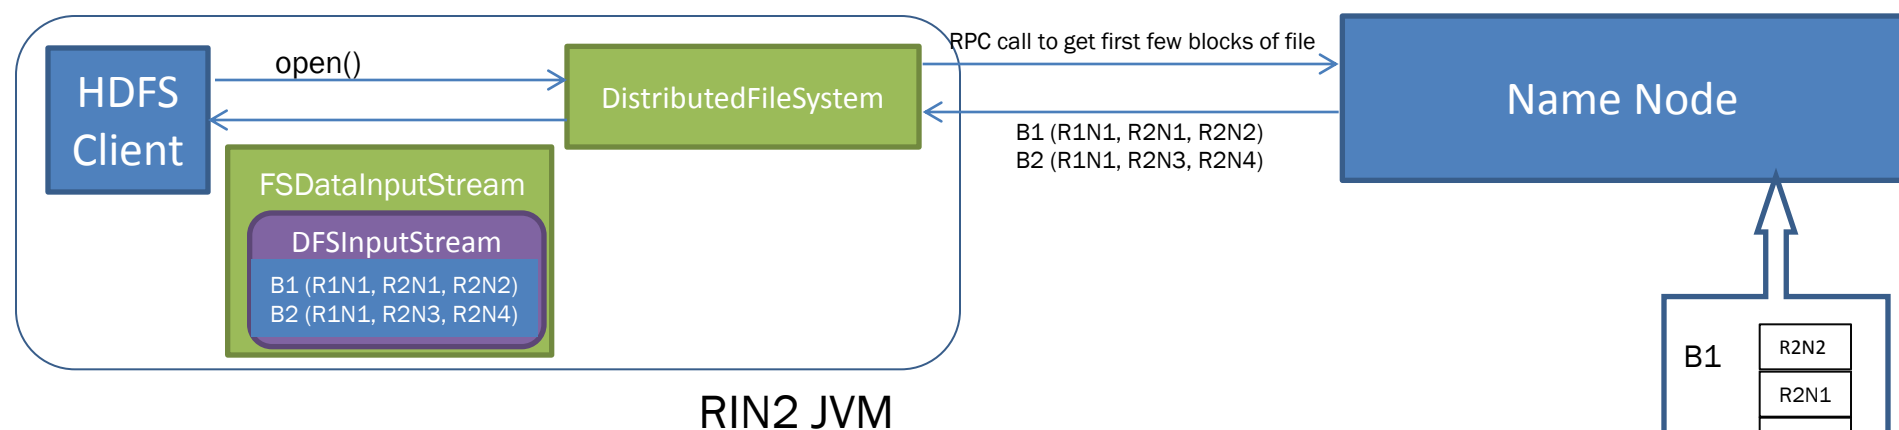 HDFS
Client
open()
DistributedFileSystem
RPC call to get first few blocks of file
Name Node
B1 (R1N1, R2N1, R2N2)
B2 (R1N1, R2N3, R2N4)
FSDataInputStream
DFSInputStream
B1 (R1N1, R2N1, R2N2)
B2 (R1N1, R2N3, R2N4)
RIN2 JVM
B1
R2N2
R2N1